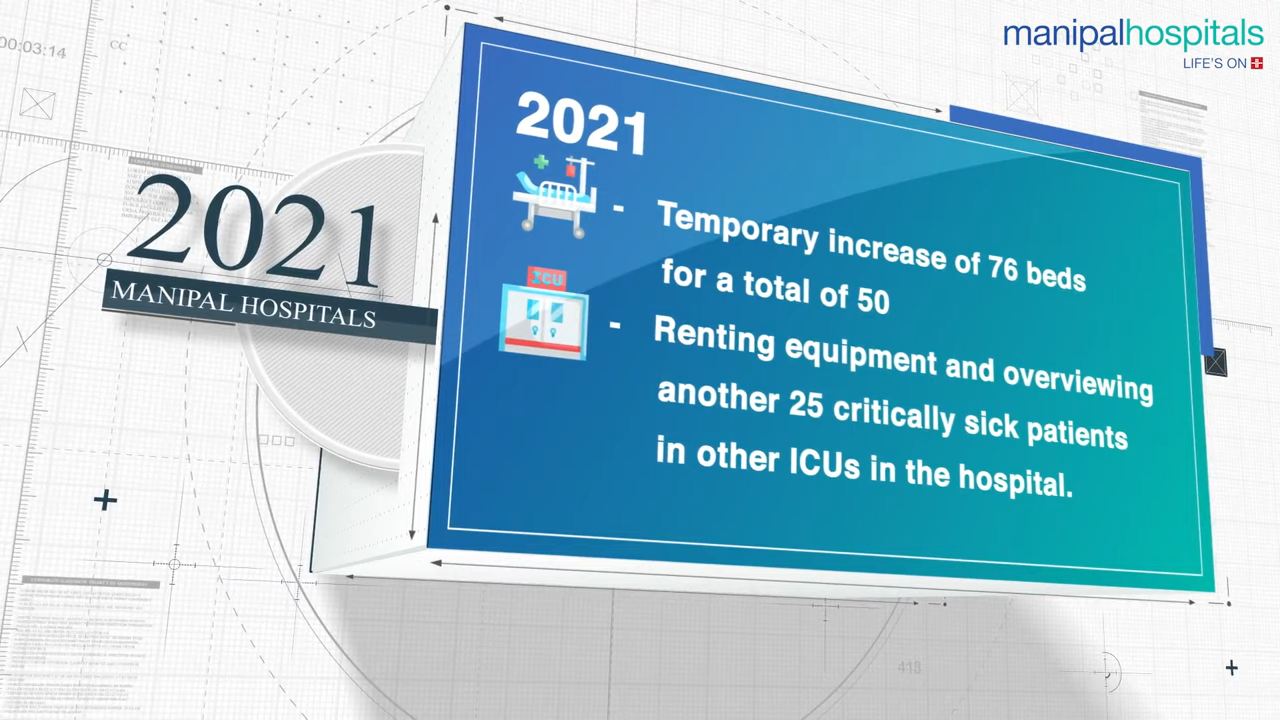 manipalhospitals
LIFE'S ON
00:03:14
CC
2021
MANIPAL HOSPITALS
2021
- Temporary increase of 76 beds
for a total of 50
ICU
- Renting equipment and overviewing
another 25 critically sick patients
in other ICUs in the hospital.
418